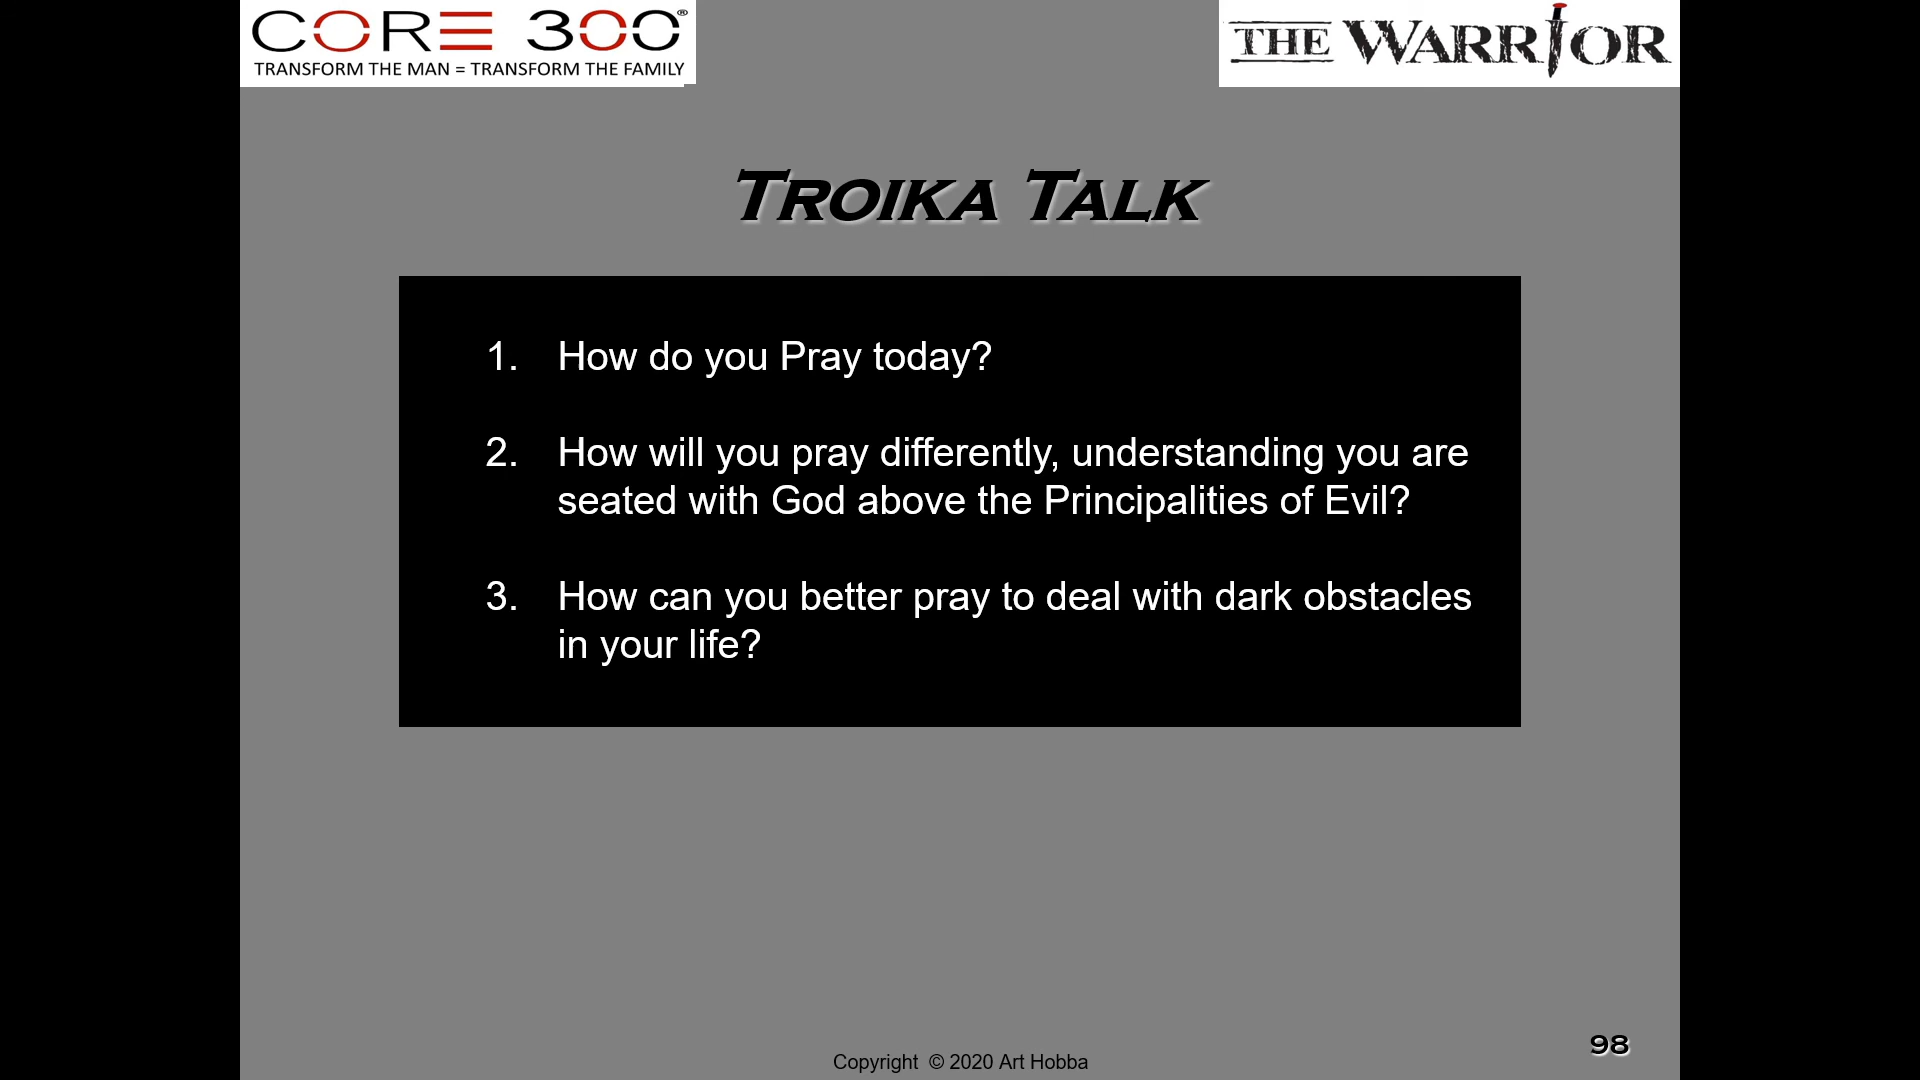 CORE 300®
TRANSFORM THE MAN = TRANSFORM THE FAMILY
THE WARRIOR
TROIKA TALK
1. How do you Pray today?
2. How will you pray differently, understanding you are
seated with God above the Principalities of Evil?
3. How can you better pray to deal with dark obstacles
in your life?
Copyright © 2020 Art Hobba
98